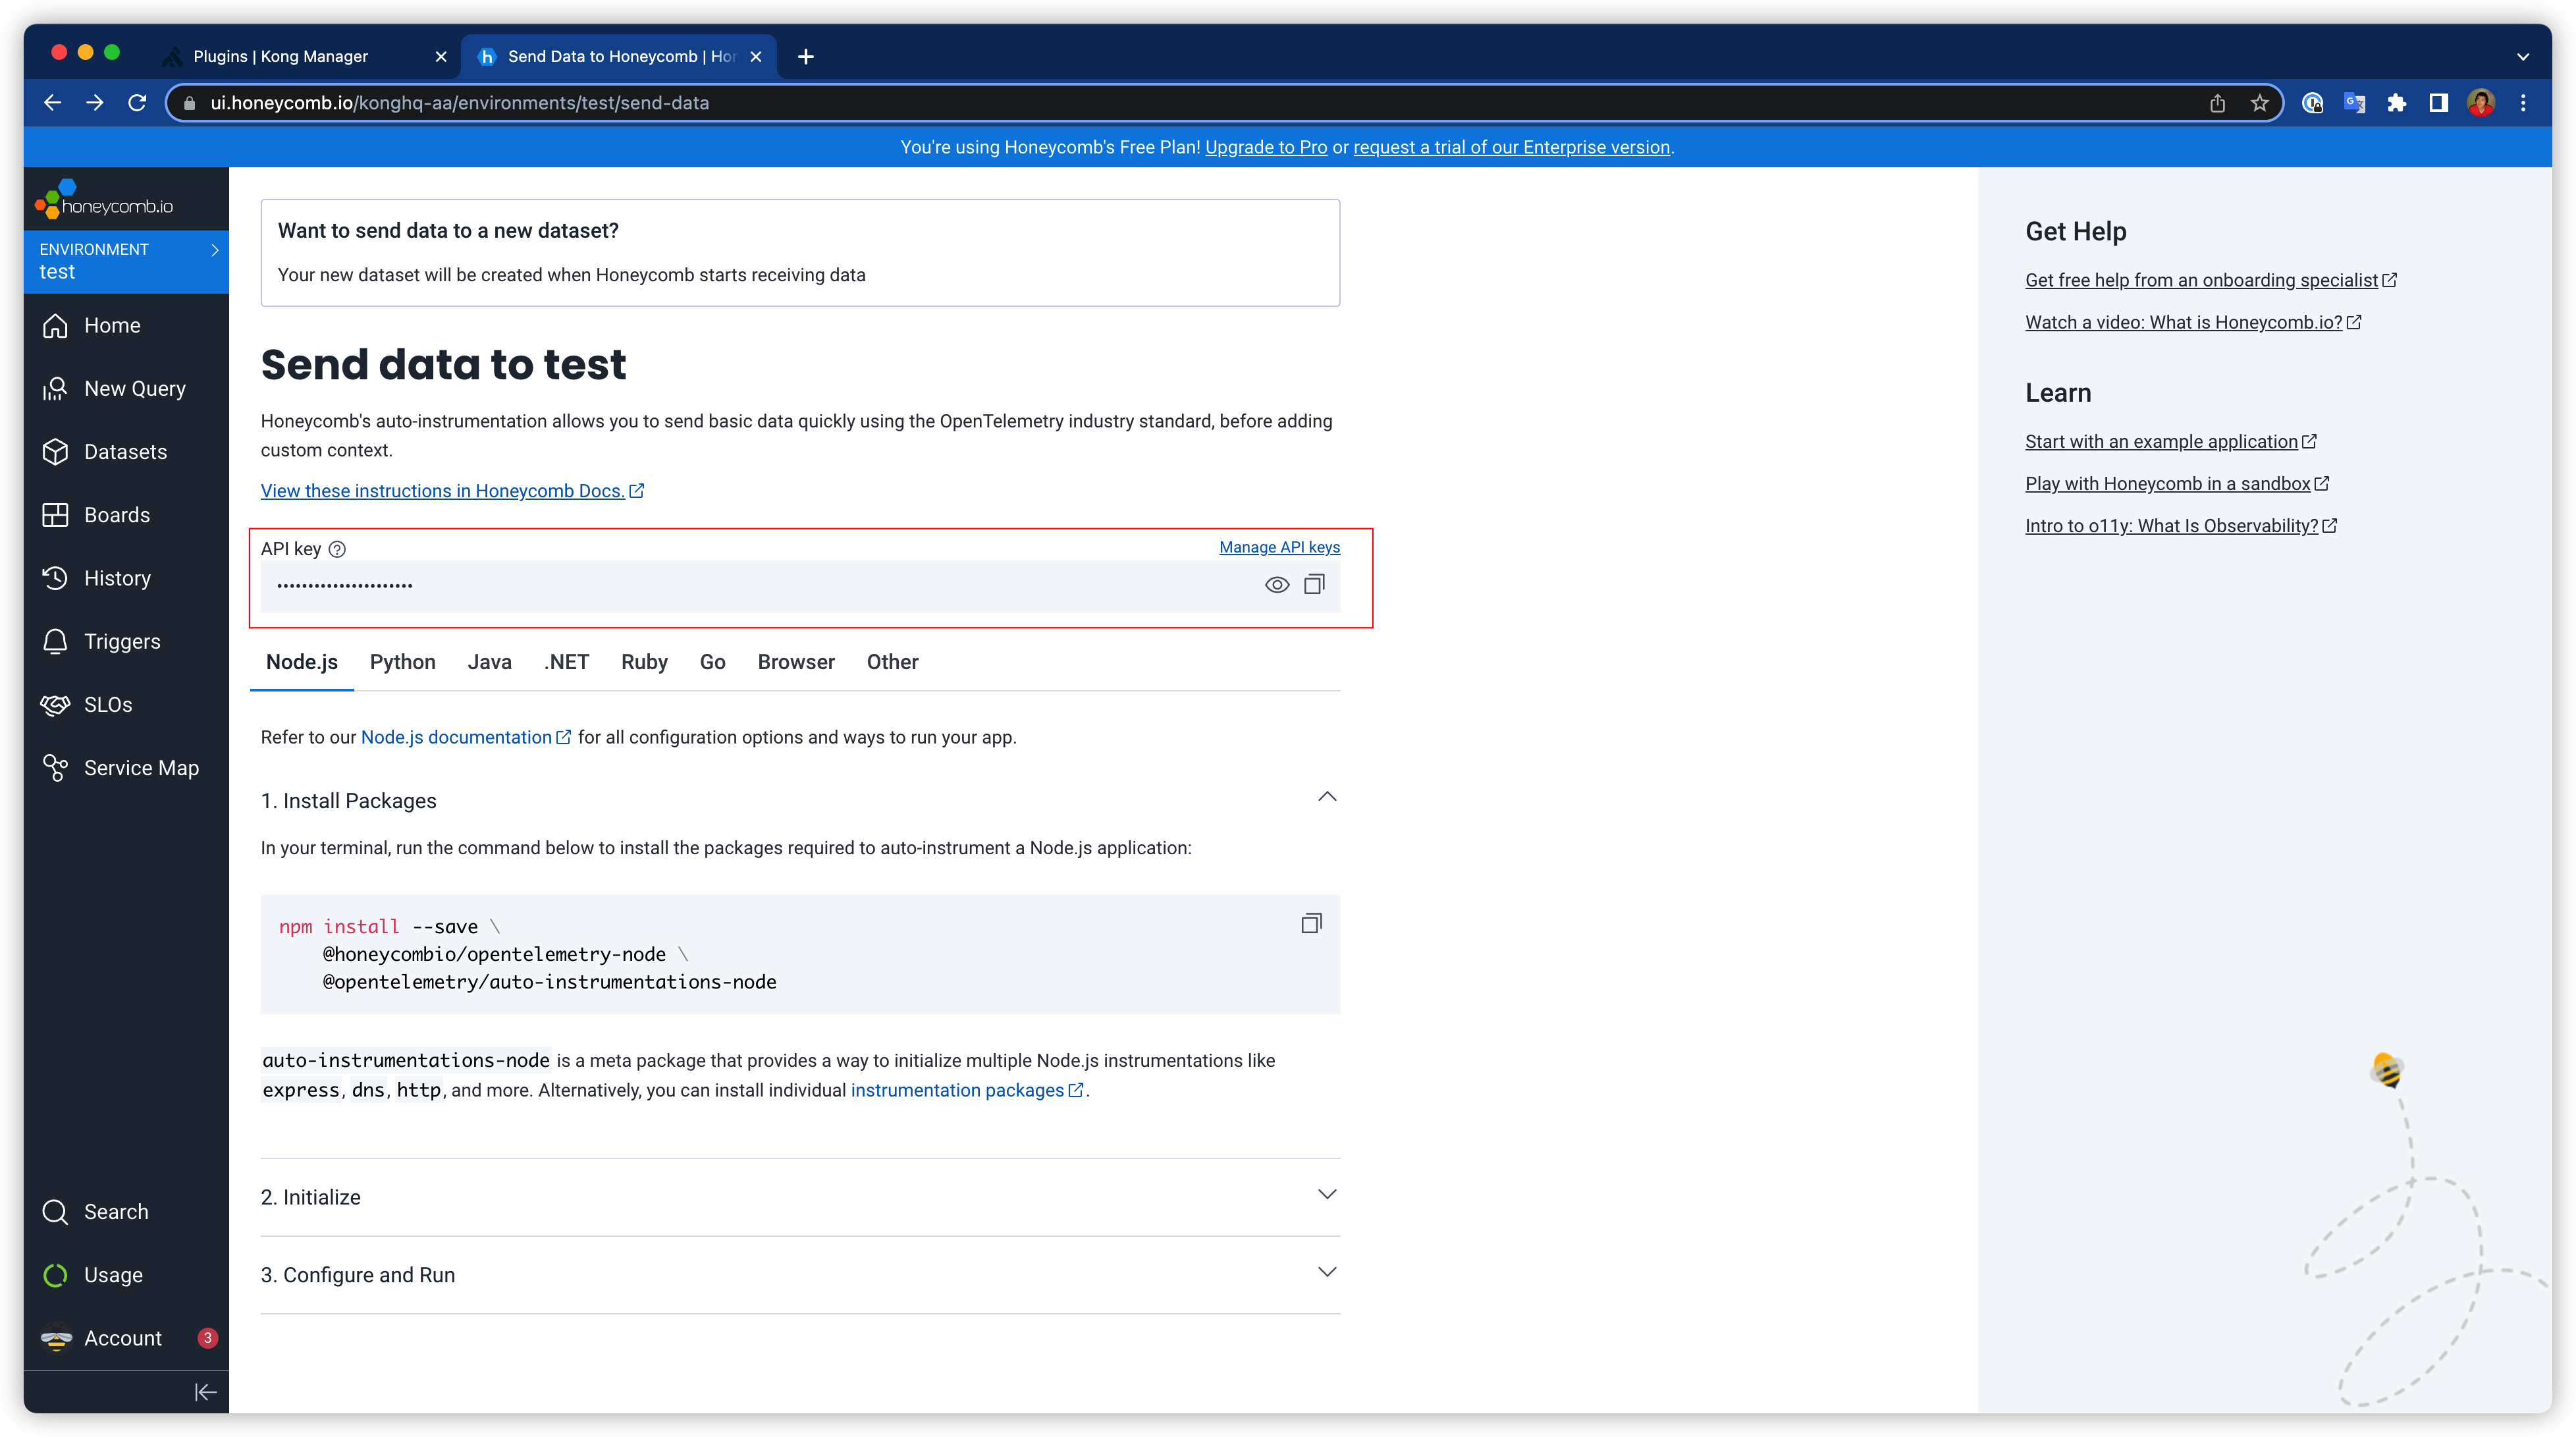 Plugins | Kong Manager
Send Data to Honeycomb | Hon
ui.honeycomb.io/konghq-aa/environments/test/send-data
You're using Honeycomb's Free Plan! Upgrade to Pro or request a trial of our Enterprise version.
honeycomb.io
ENVIRONMENT
test
Home
New Query
Datasets
Boards
History
Triggers
SLOs
Service Map
Search
Usage
Account
3
Want to send data to a new dataset?
Your new dataset will be created when Honeycomb starts receiving data
Send data to test
Honeycomb's auto-instrumentation allows you to send basic data quickly using the OpenTelemetry industry standard, before adding
custom context.
View these instructions in Honeycomb Docs.
API key
Manage API keys
••••••••••••••••••••••
Node.js Python Java .NET Ruby Go Browser Other
Refer to our Node.js documentation for all configuration options and ways to run your app.
1. Install Packages
In your terminal, run the command below to install the packages required to auto-instrument a Node.js application:
npm install --save \
@honeycombio/opentelemetry-node \
@opentelemetry/auto-instrumentations-node
auto-instrumentations-node is a meta package that provides a way to initialize multiple Node.js instrumentations like
express, dns, http, and more. Alternatively, you can install individual instrumentation packages.
2. Initialize
3. Configure and Run
Get Help
Get free help from an onboarding specialist
Watch a video: What is Honeycomb.io?
Learn
Start with an example application
Play with Honeycomb in a sandbox
Intro to o11y: What Is Observability?